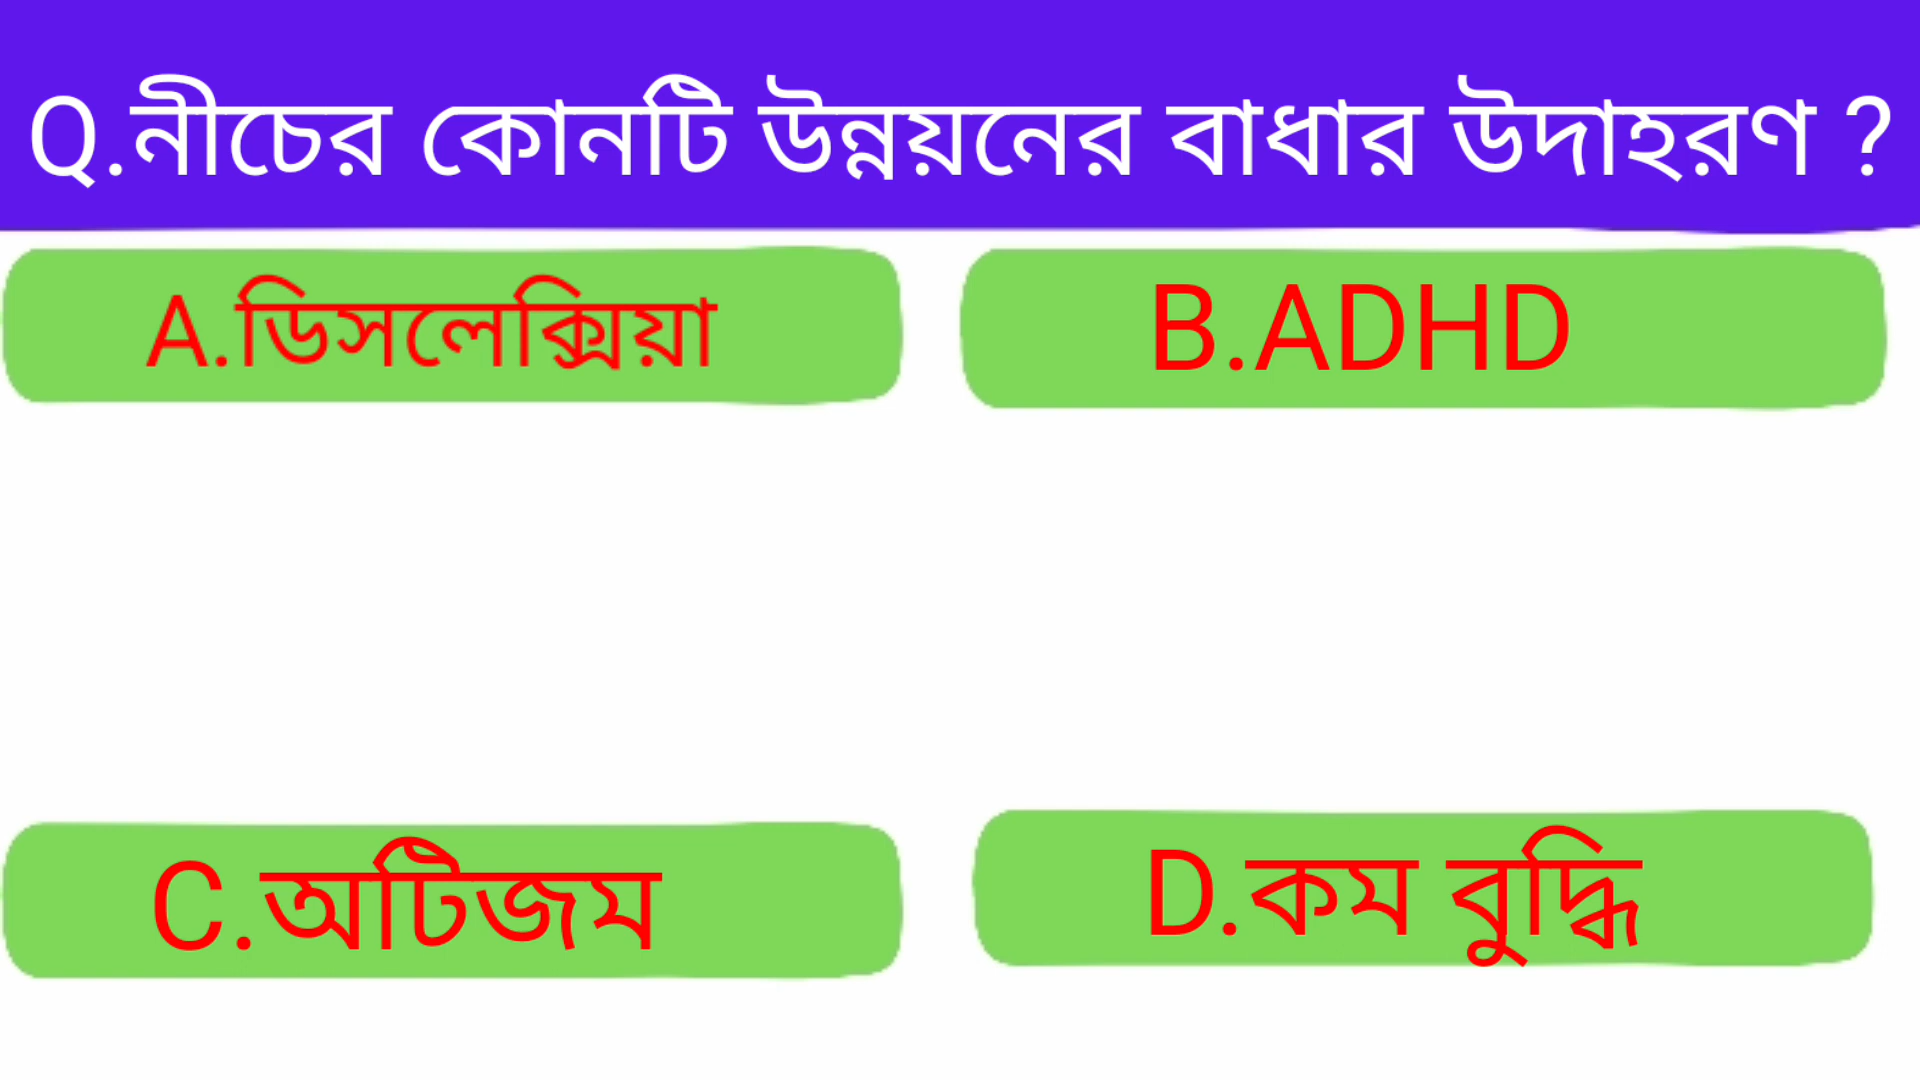 Q.নীচের কোনটি উন্নয়নের বাধার উদাহরণ ?
A.ডিসলেক্সিয়া
B.ADHD
C.অটিজম
D.কম বুদ্ধি